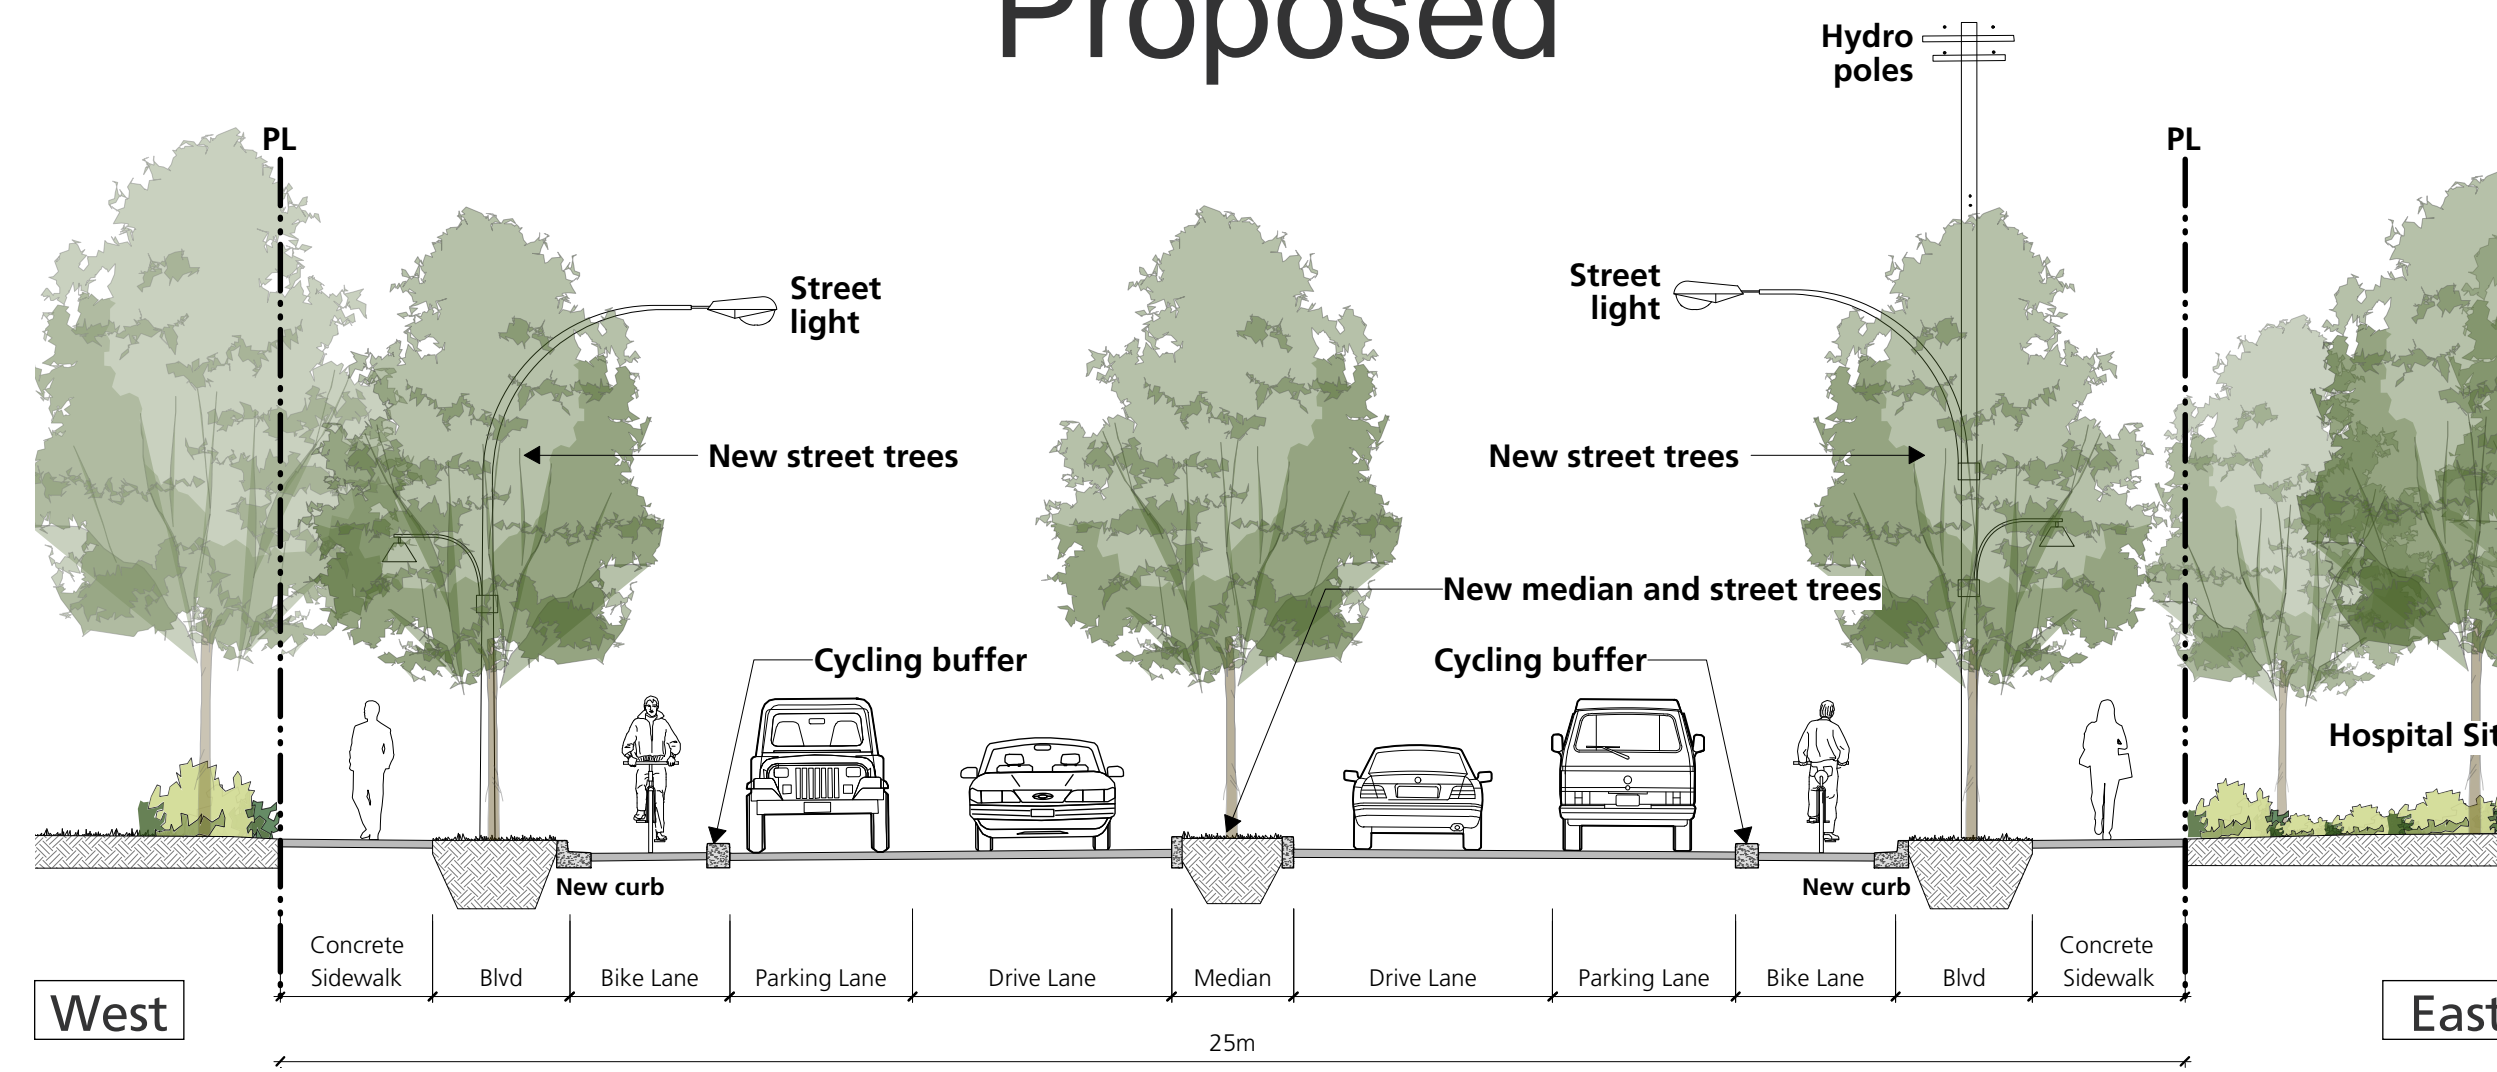 Proposed
Hydro
poles
PL
PL
Street
light
Street
light
New street trees
New street trees
New median and street trees
Cycling buffer
Cycling buffer
Hospital Sit
New curb
New curb
Concrete
Sidewalk
Blvd
Bike Lane
Parking Lane
Drive Lane
Median
Drive Lane
Parking Lane
Bike Lane
Blvd
Concrete
Sidewalk
West
East
25m